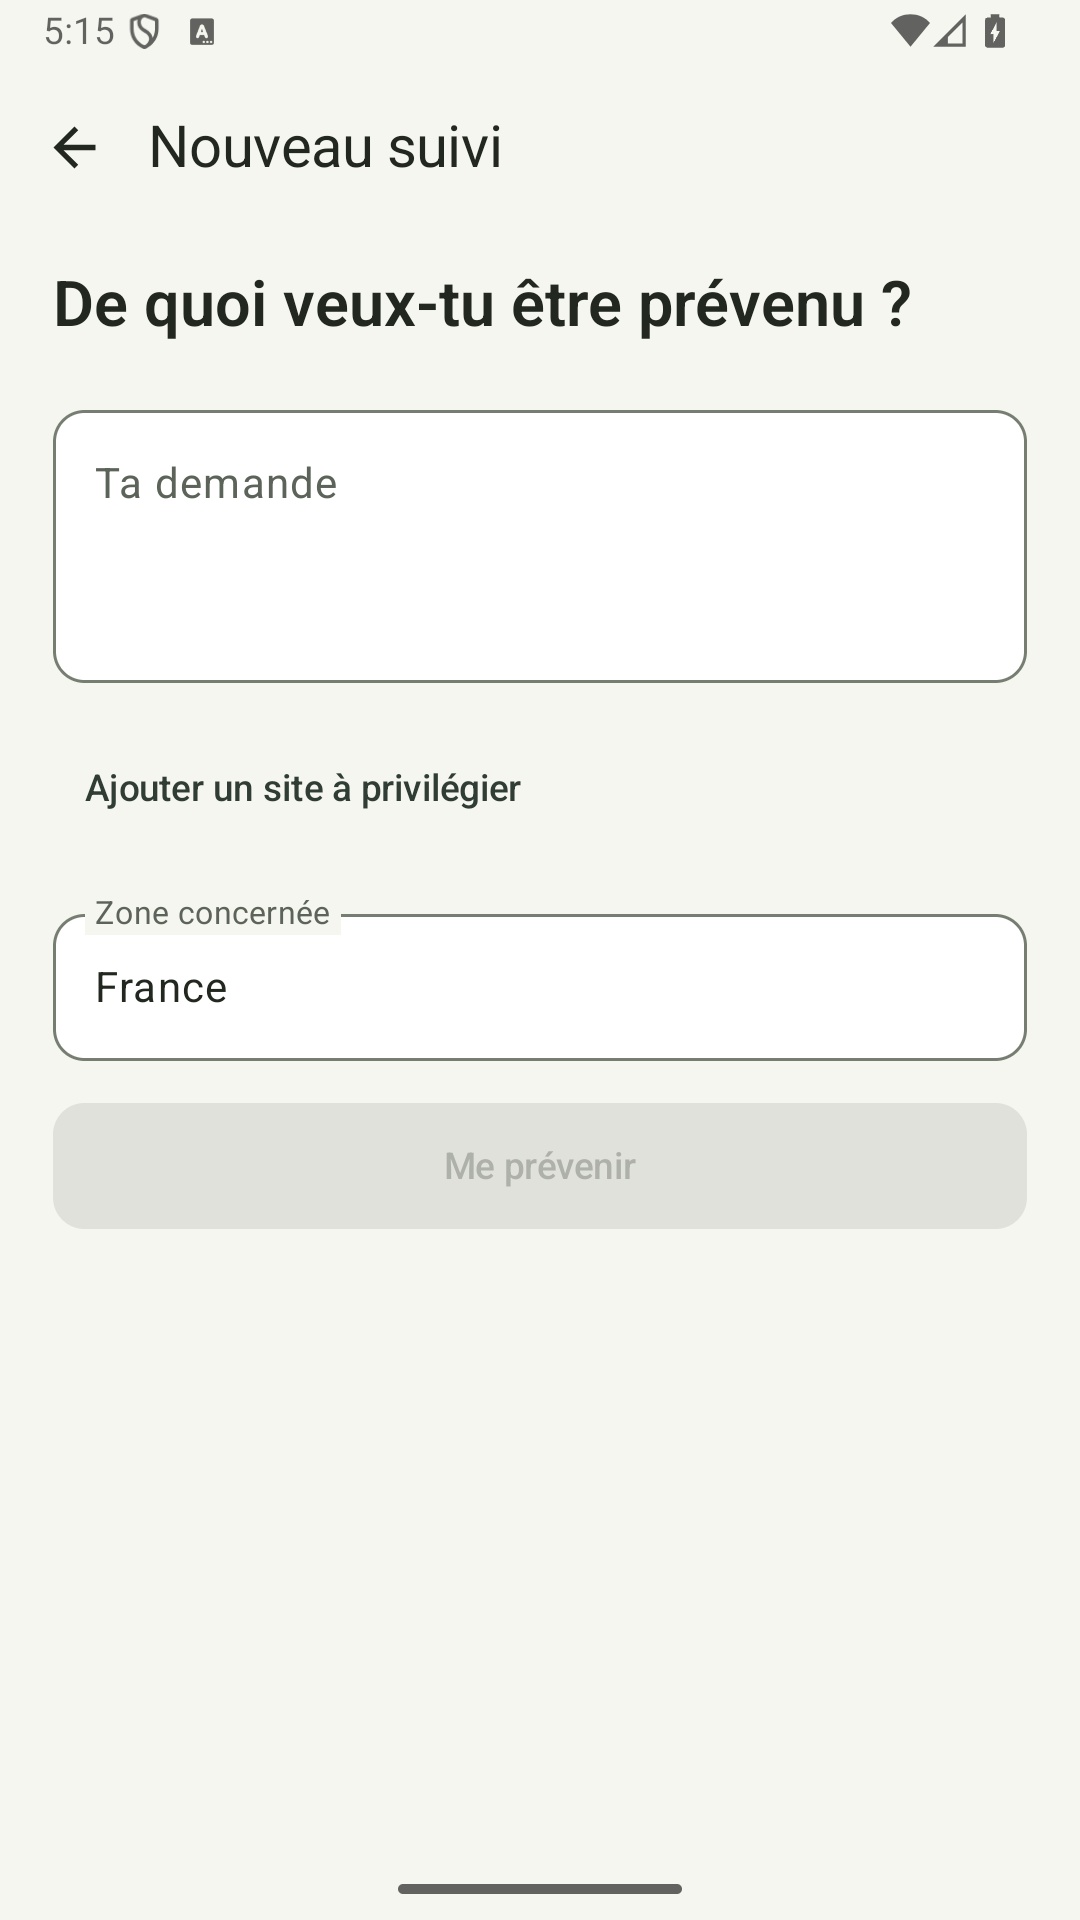 5:15
Nouveau suivi
De quoi veux-tu être prévenu ?
Ta demande
Ajouter un site à privilégier
Zone concernée
France
Me prévenir